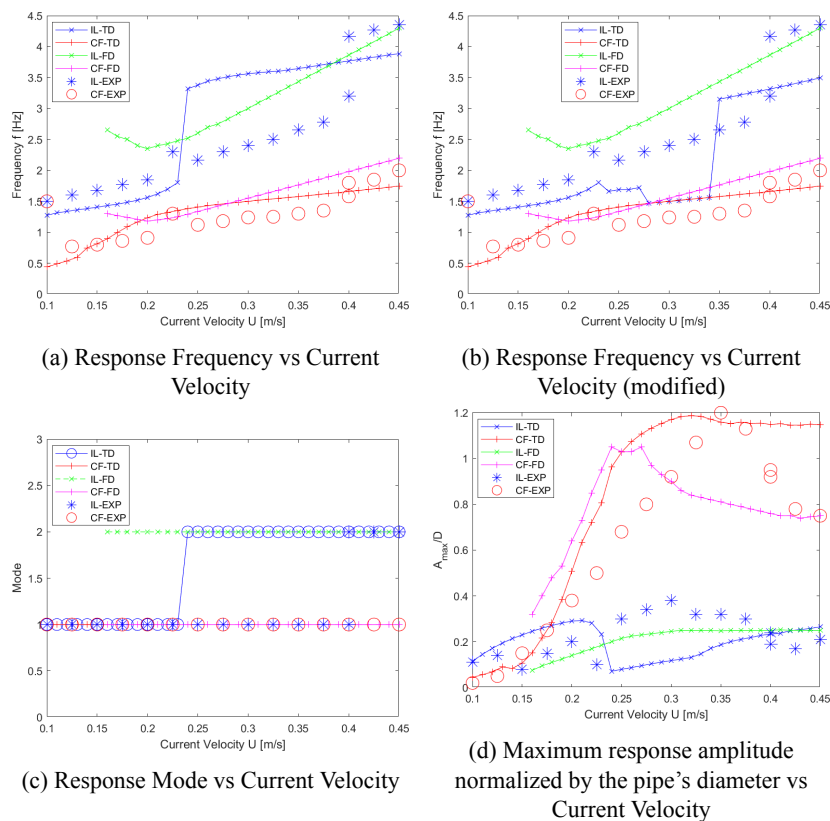 4.5
4
3.5
3
2.5
2
1.5
1
0.5
0
Frequency f [Hz]
IL-TD
CF-TD
IL-FD
CF-FD
IL-EXP
CF-EXP
0.1 0.15 0.2 0.25 0.3 0.35 0.4 0.45
Current Velocity U [m/s]
(a) Response Frequency vs Current
Velocity
4.5
4
3.5
3
2.5
2
1.5
1
0.5
0
Frequency f [Hz]
IL-TD
CF-TD
IL-FD
CF-FD
IL-EXP
CF-EXP
0.1 0.15 0.2 0.25 0.3 0.35 0.4 0.45
Current Velocity U [m/s]
(b) Response Frequency vs Current
Velocity (modified)
3
2.5
2
1.5
1
0.5
0
Mode
IL-TD
CF-TD
IL-FD
CF-FD
IL-EXP
CF-EXP
0.1 0.15 0.2 0.25 0.3 0.35 0.4 0.45
Current Velocity U [m/s]
(c) Response Mode vs Current Velocity
1.2
1
0.8
0.6
0.4
0.2
0
A_max/D
IL-TD
CF-TD
IL-FD
CF-FD
IL-EXP
CF-EXP
0.1 0.15 0.2 0.25 0.3 0.35 0.4 0.45
Current Velocity U [m/s]
(d) Maximum response amplitude
normalized by the pipe's diameter vs
Current Velocity